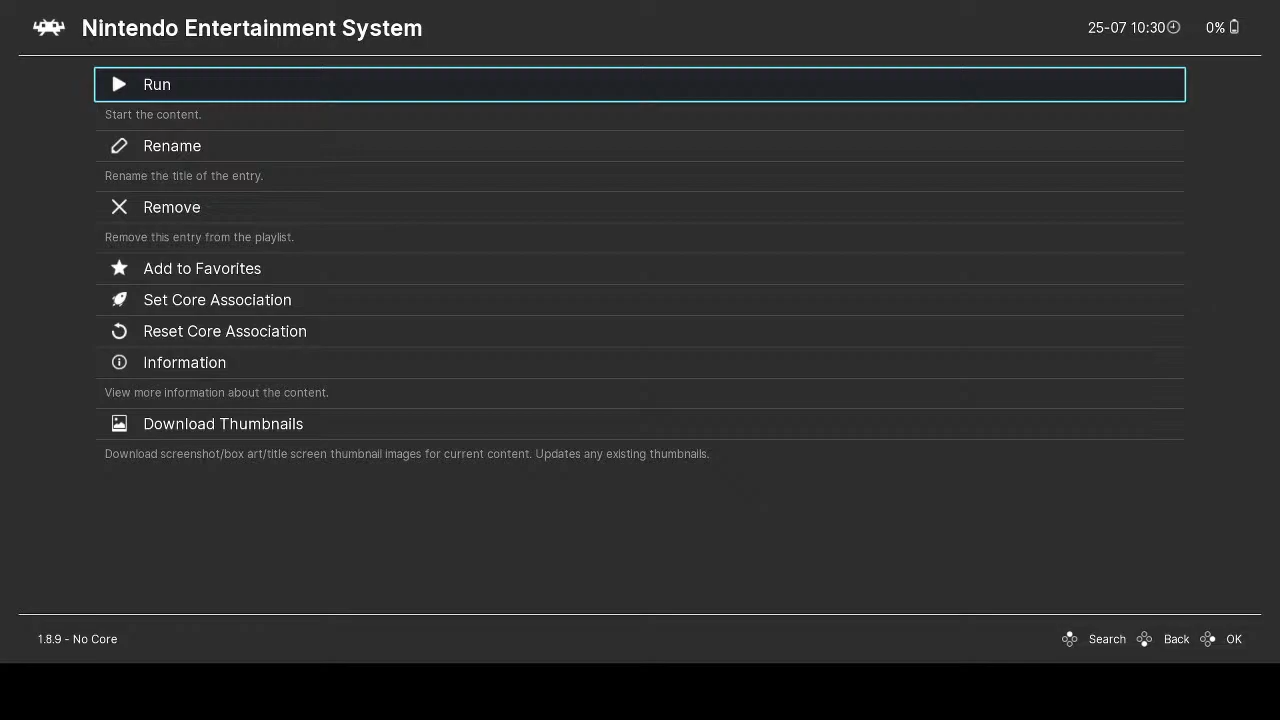 Nintendo Entertainment System
25-07 10:30
0%
Run
Start the content.
Rename
Rename the title of the entry.
Remove
Remove this entry from the playlist.
Add to Favorites
Set Core Association
Reset Core Association
Information
View more information about the content.
Download Thumbnails
Download screenshot/box art/title screen thumbnail images for current content. Updates any existing thumbnails.
1.8.9 - No Core
Search
Back
OK